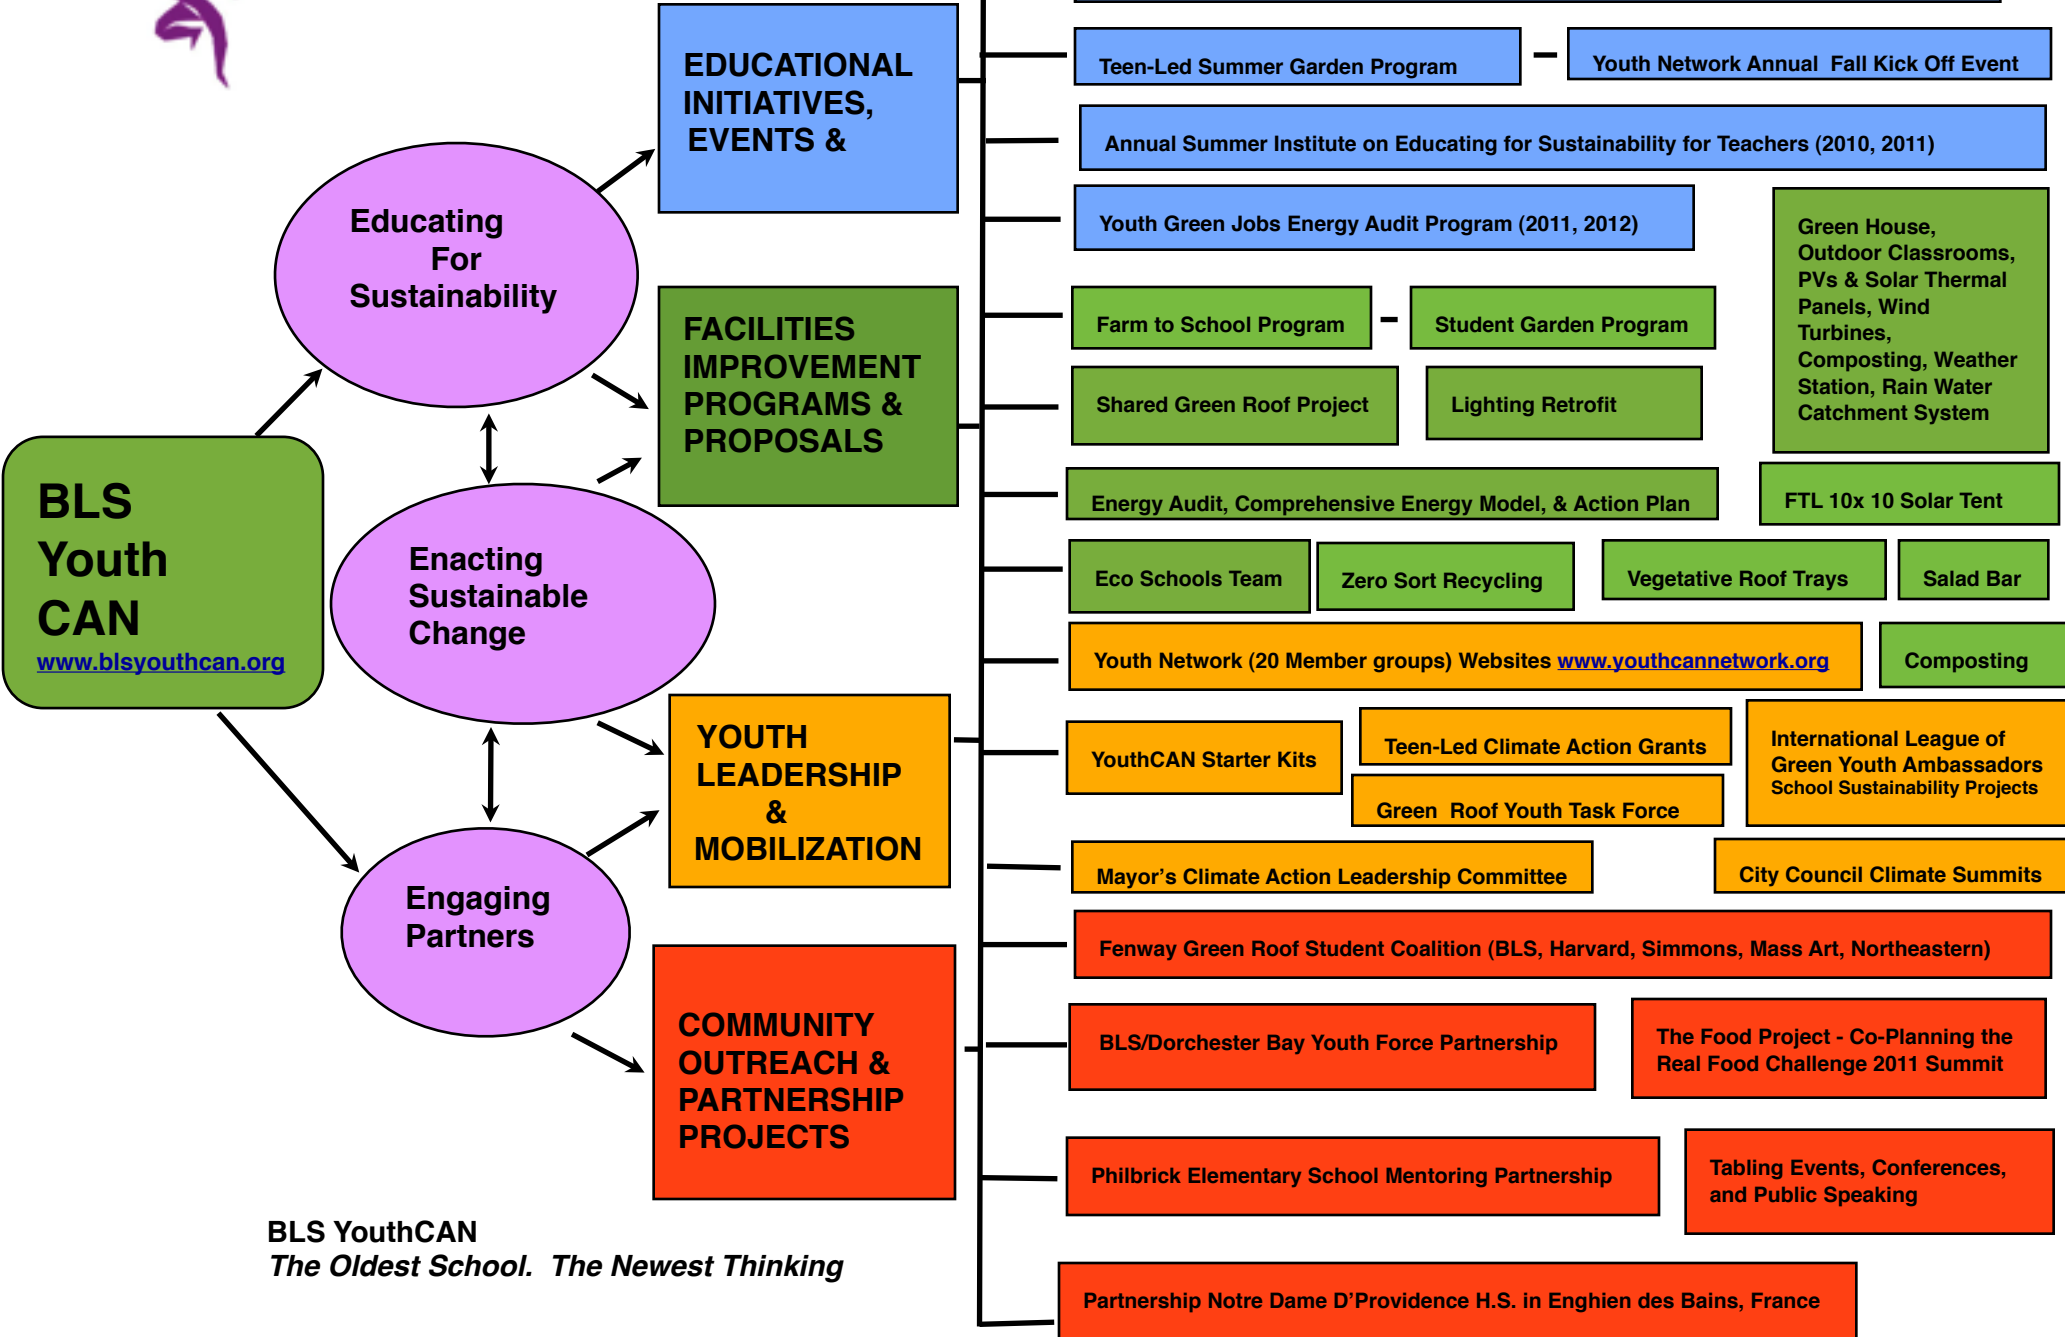 EDUCATIONAL
INITIATIVES,
EVENTS &
Teen-Led Summer Garden Program
Youth Network Annual Fall Kick Off Event
Annual Summer Institute on Educating for Sustainability for Teachers (2010, 2011)
Youth Green Jobs Energy Audit Program (2011, 2012)
Green House,
Outdoor Classrooms,
PVs & Solar Thermal
Panels, Wind
Turbines,
Composting, Weather
Station, Rain Water
Catchment System
Educating
For
Sustainability
FACILITIES
IMPROVEMENT
PROGRAMS &
PROPOSALS
Farm to School Program
Student Garden Program
Shared Green Roof Project
Lighting Retrofit
BLS
Youth
CAN
www.blsyouthcan.org
Energy Audit, Comprehensive Energy Model, & Action Plan
FTL 10x 10 Solar Tent
Enacting
Sustainable
Change
Eco Schools Team
Zero Sort Recycling
Vegetative Roof Trays
Salad Bar
Youth Network (20 Member groups) Websites www.youthcannetwork.org
Composting
YOUTH
LEADERSHIP
&
MOBILIZATION
YouthCAN Starter Kits
Teen-Led Climate Action Grants
Green Roof Youth Task Force
International League of
Green Youth Ambassadors
School Sustainability Projects
Mayor's Climate Action Leadership Committee
City Council Climate Summits
Engaging
Partners
Fenway Green Roof Student Coalition (BLS, Harvard, Simmons, Mass Art, Northeastern)
COMMUNITY
OUTREACH &
PARTNERSHIP
PROJECTS
BLS/Dorchester Bay Youth Force Partnership
The Food Project - Co-Planning the
Real Food Challenge 2011 Summit
Philbrick Elementary School Mentoring Partnership
Tabling Events, Conferences,
and Public Speaking
BLS YouthCAN
The Oldest School. The Newest Thinking
Partnership Notre Dame D'Providence H.S. in Enghien des Bains, France